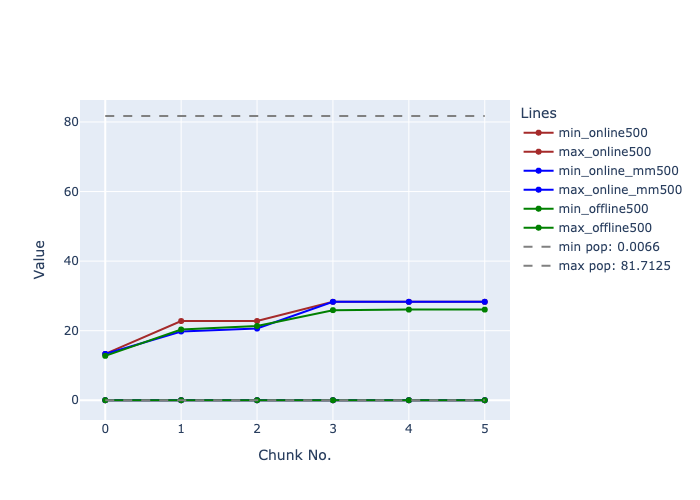 Lines
min_online500
max_online500
min_online_mm500
max_online_mm500
min_offline500
max_offline500
min pop: 0.0066
max pop: 81.7125
80
60
40
20
0
Value
0 1 2 3 4 5
Chunk No.